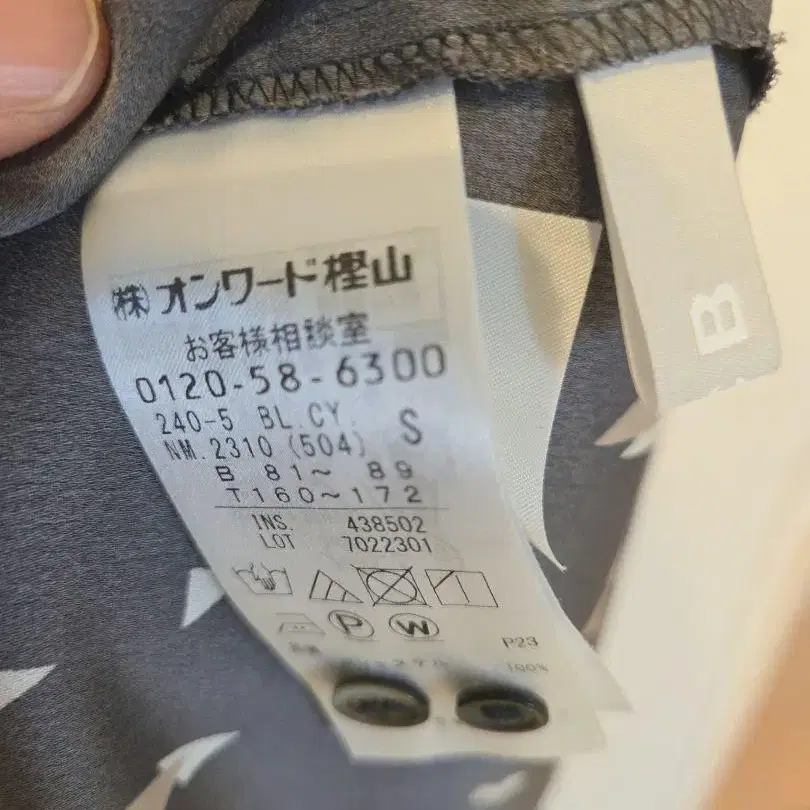 ㈱オンワード樫山
お客様相談室
0120-58-6300
240-5 BL.CY.
NM.2310 (504) S
B 81~ 89
T160~172
INS. 438502
LOT 7022301
P W
P23
100%
B